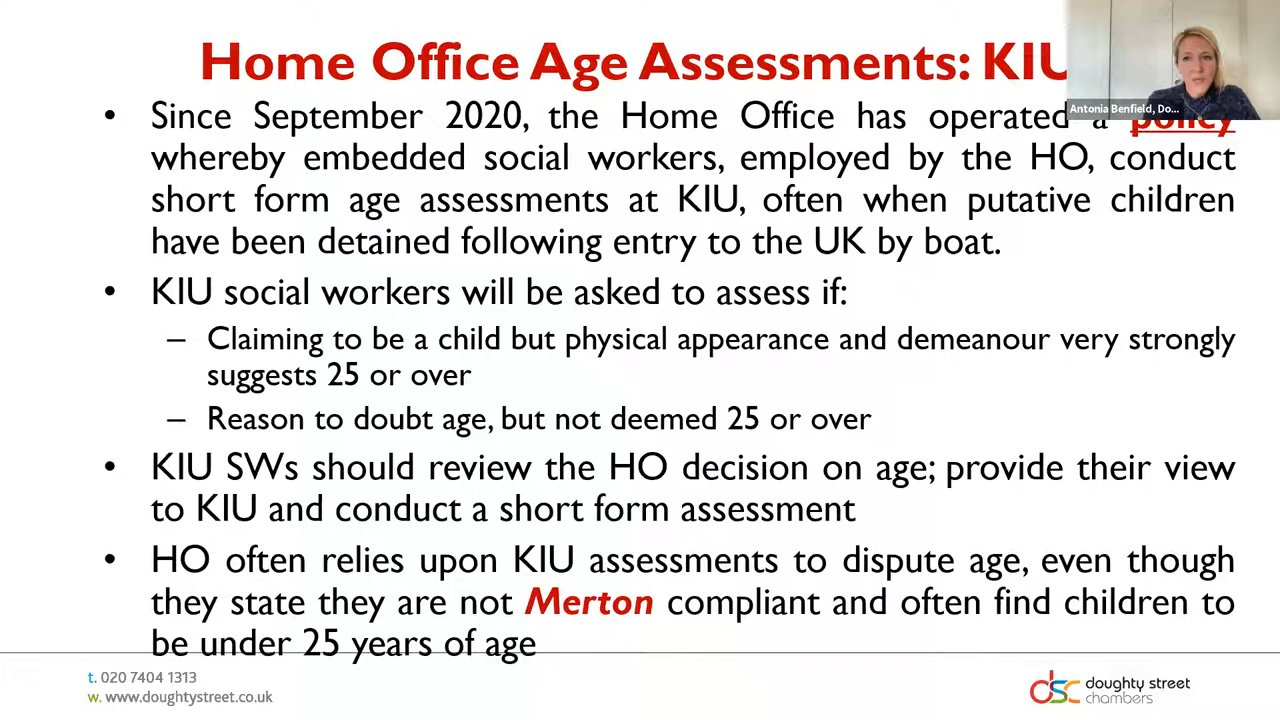 Home Office Age Assessments: KIU
Antonia Benfield, Do...
• Since September 2020, the Home Office has operated a policy
whereby embedded social workers, employed by the HO, conduct
short form age assessments at KIU, often when putative children
have been detained following entry to the UK by boat.
• KIU social workers will be asked to assess if:
– Claiming to be a child but physical appearance and demeanour very strongly
suggests 25 or over
– Reason to doubt age, but not deemed 25 or over
• KIU SWs should review the HO decision on age; provide their view
to KIU and conduct a short form assessment
• HO often relies upon KIU assessments to dispute age, even though
they state they are not Merton compliant and often find children to
be under 25 years of age
t. 020 7404 1313
w. www.doughtystreet.co.uk
dsc
doughty street
chambers